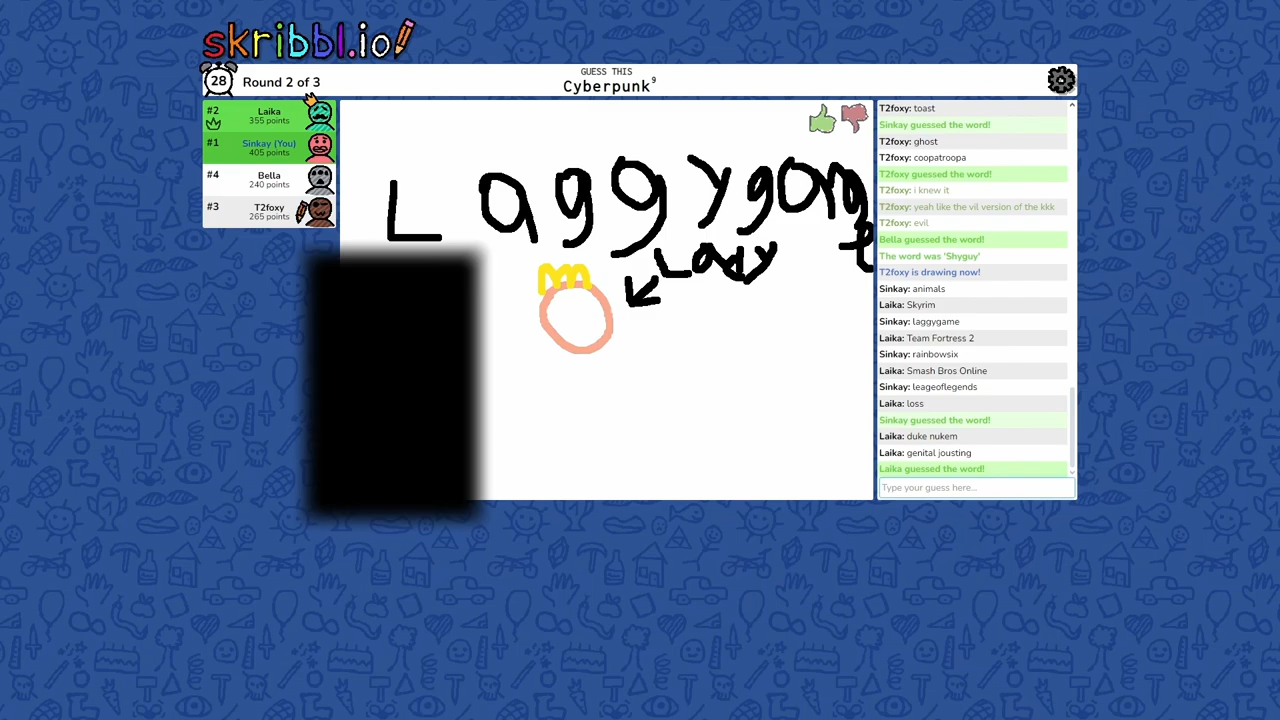 skribbl.io
28
Round 2 of 3
GUESS THIS
Cyberpunk 9
#2
Laika
355 points
#1
Sinkay (You)
405 points
#4
Bella
240 points
#3
T2foxy
265 points
L a g g y g a m
Lady
T2foxy: toast
Sinkay guessed the word!
T2foxy: ghost
T2foxy: coopatroopa
T2foxy guessed the word!
T2foxy: i knew it
T2foxy: yeah like the vil version of the kkk
T2foxy: evil
Bella guessed the word!
The word was 'Shyguy'
T2foxy is drawing now!
Sinkay: animals
Laika: Skyrim
Sinkay: laggygame
Laika: Team Fortress 2
Sinkay: rainbowsix
Laika: Smash Bros Online
Sinkay: leageoflegends
Laika: loss
Sinkay guessed the word!
Laika: duke nukem
Laika: genital jousting
Laika guessed the word!
Type your guess here...